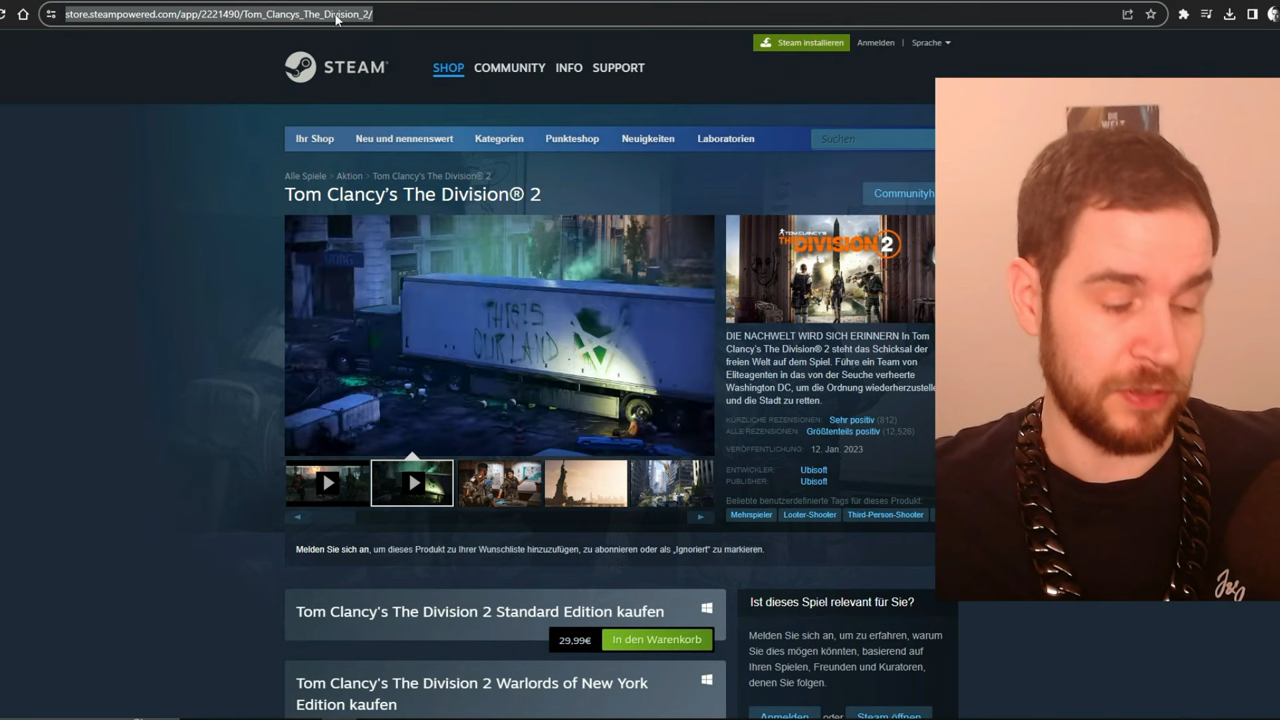 store.steampowered.com/app/2221490/Tom_Clancys_The_Division_2/
Steam installieren
Anmelden | Sprache
STEAM
SHOP COMMUNITY INFO SUPPORT
Ihr Shop Neu und nennenswert Kategorien Punkteshop Neuigkeiten Laboratorien Suchen
Alle Spiele > Aktion > Tom Clancy's The Division® 2
Tom Clancy's The Division® 2
Communityh
THIS IS
OUR LAND
TOM CLANCY'S
THE DIVISION 2
DIE NACHWELT WIRD SICH ERINNERN In Tom
Clancy's The Division® 2 steht das Schicksal der
freien Welt auf dem Spiel. Führe ein Team von
Eliteagenten in das von der Seuche verheerte
Washington DC, um die Ordnung wiederherzustelle
und die Stadt zu retten.
KÜRZLICHE REZENSIONEN: Sehr positiv (812)
ALLE REZENSIONEN: Größtenteils positiv (12,526)
VERÖFFENTLICHUNG: 12. Jan. 2023
ENTWICKLER: Ubisoft
PUBLISHER: Ubisoft
Beliebte benutzerdefinierte Tags für dieses Produkt:
Mehrspieler Looter-Shooter Third-Person-Shooter
Melden Sie sich an, um dieses Produkt zu Ihrer Wunschliste hinzuzufügen, zu abonnieren oder als „Ignoriert" zu markieren.
Tom Clancy's The Division 2 Standard Edition kaufen
29,99€ In den Warenkorb
Tom Clancy's The Division 2 Warlords of New York
Edition kaufen
Ist dieses Spiel relevant für Sie?
Melden Sie sich an, um zu erfahren, warum
Sie dies mögen könnten, basierend auf
Ihren Spielen, Freunden und Kuratoren,
denen Sie folgen.
Anmelden oder Steam öffnen
DIE
WELT